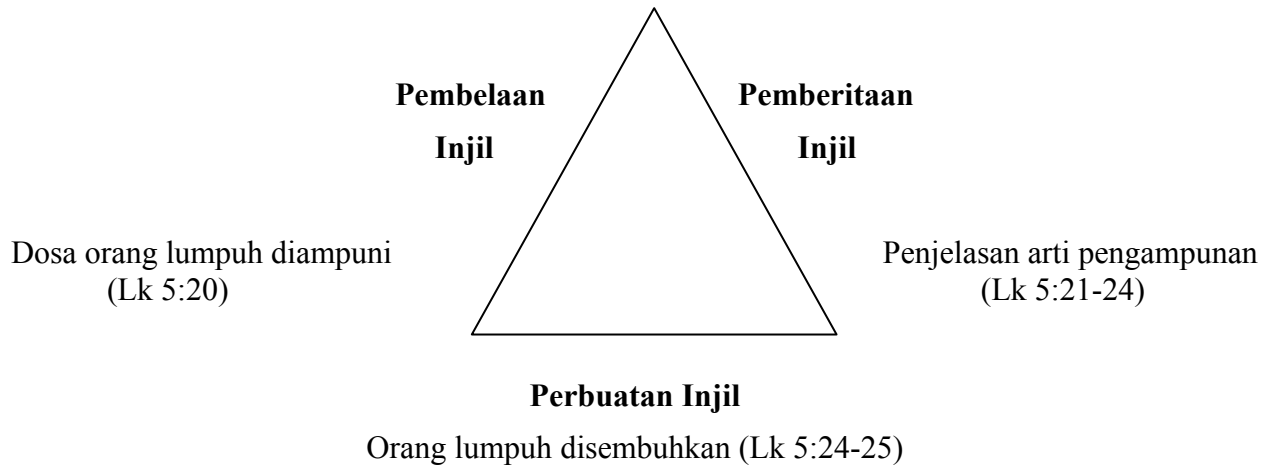 Pembelaan
Injil
Pemberitaan
Injil
Dosa orang lumpuh diampuni
(Lk 5:20)
Penjelasan arti pengampunan
(Lk 5:21-24)
Perbuatan Injil
Orang lumpuh disembuhkan (Lk 5:24-25)